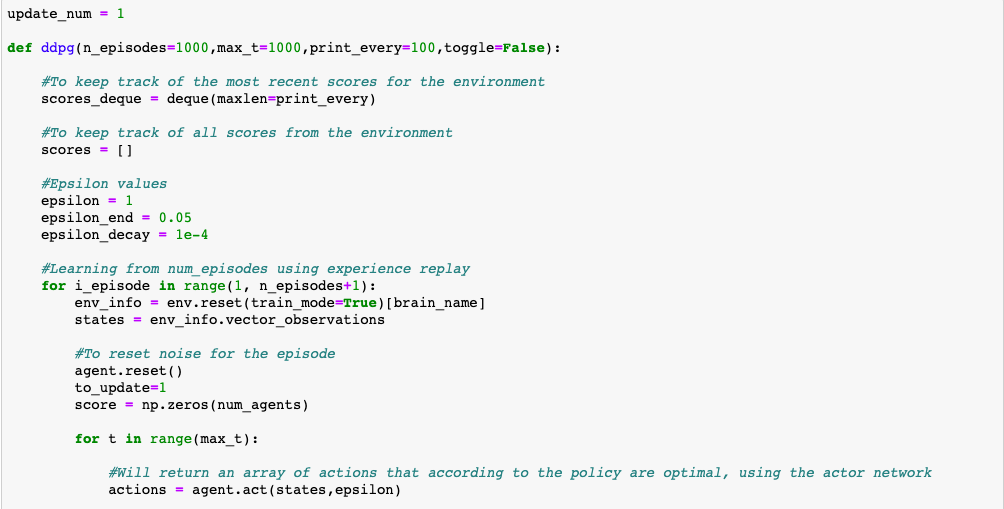 update_num = 1
def ddpg(n_episodes=1000,max_t=1000,print_every=100,toggle=False):
#To keep track of the most recent scores for the environment
scores_deque = deque(maxlen=print_every)
#To keep track of all scores from the environment
scores = []
#Epsilon values
epsilon = 1
epsilon_end = 0.05
epsilon_decay = 1e-4
#Learning from num_episodes using experience replay
for i_episode in range(1, n_episodes+1):
env_info = env.reset(train_mode=True)[brain_name]
states = env_info.vector_observations
#To reset noise for the episode
agent.reset()
to_update=1
score = np.zeros(num_agents)
for t in range(max_t):
#Will return an array of actions that according to the policy are optimal, using the actor network
actions = agent.act(states,epsilon)